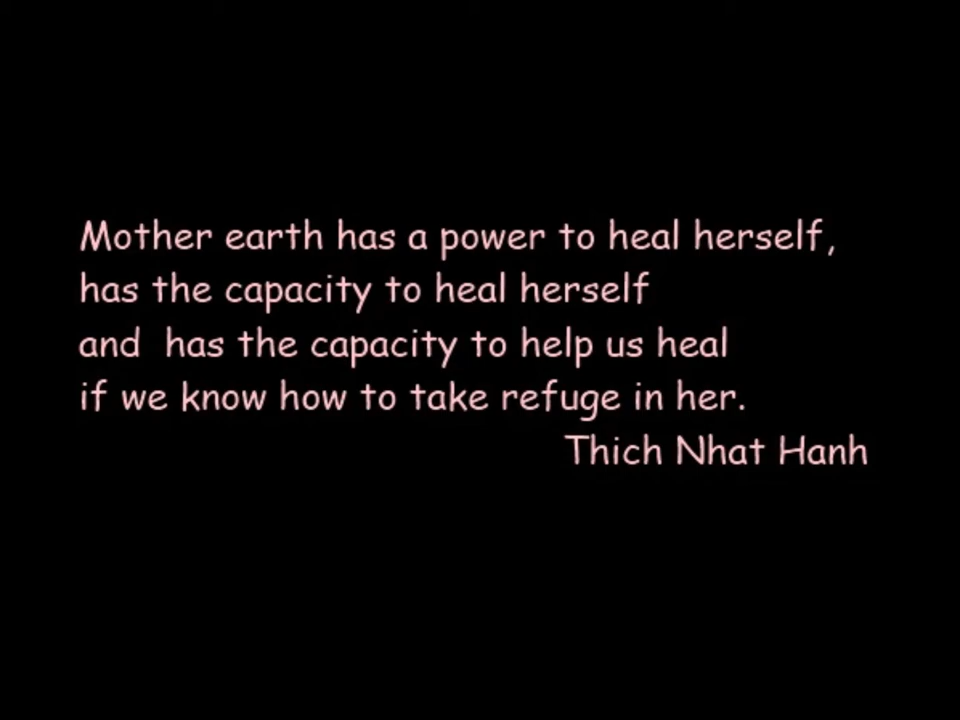 Mother earth has a power to heal herself,
has the capacity to heal herself
and  has the capacity to help us heal
if we know how to take refuge in her.
Thich Nhat Hanh